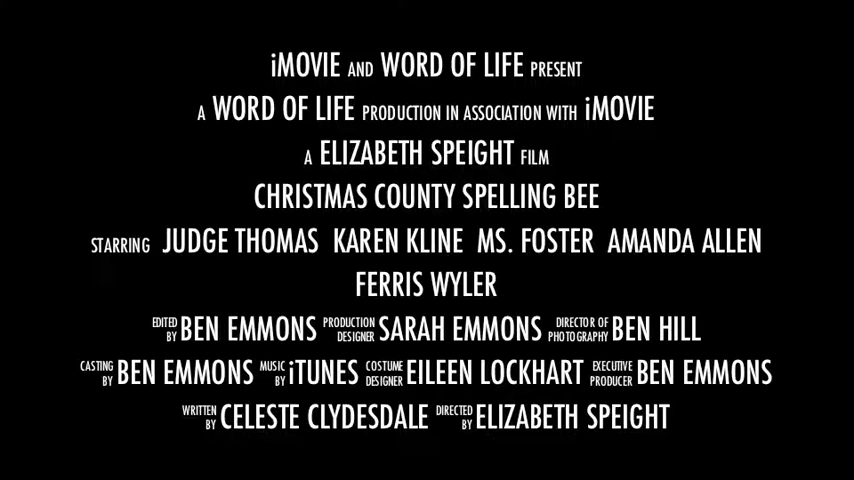 iMOVIE AND WORD OF LIFE PRESENT
A WORD OF LIFE PRODUCTION IN ASSOCIATION WITH iMOVIE
A ELIZABETH SPEIGHT FILM
CHRISTMAS COUNTY SPELLING BEE
STARRING JUDGE THOMAS KAREN KLINE MS. FOSTER AMANDA ALLEN
FERRIS WYLER
EDITED BY BEN EMMONS PRODUCTION DESIGNER SARAH EMMONS DIRECTOR OF PHOTOGRAPHY BEN HILL
CASTING BY BEN EMMONS MUSIC BY iTUNES COSTUME DESIGNER EILEEN LOCKHART EXECUTIVE PRODUCER BEN EMMONS
WRITTEN BY CELESTE CLYDESDALE DIRECTED BY ELIZABETH SPEIGHT